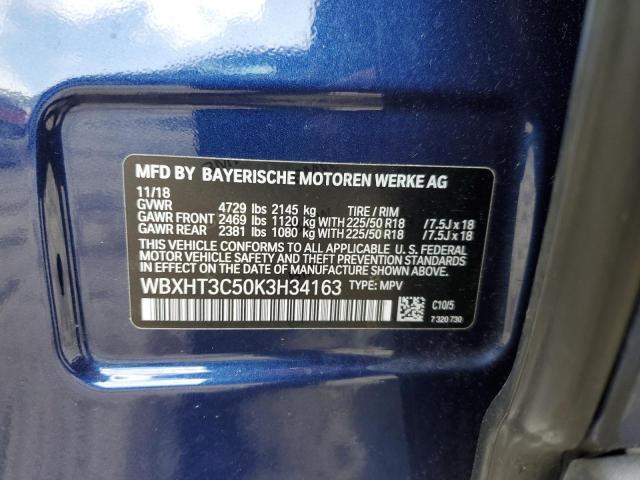 MFD BY BAYERISCHE MOTOREN WERKE AG
11/18
GVWR 4729 lbs 2145 kg TIRE / RIM
GAWR FRONT 2469 lbs 1120 kg WITH 225/50 R18 /7.5J x 18
GAWR REAR 2381 lbs 1080 kg WITH 225/50 R18 /7.5J x 18
THIS VEHICLE CONFORMS TO ALL APPLICABLE U. S. FEDERAL
MOTOR VEHICLE SAFETY AND THEFT PREVENTION
STANDARDS IN EFFECT ON THE
DATE OF MANUFACTURE SHOWN ABOVE.
WBXHT3C50K3H34163 TYPE: MPV
C10/5
7 320 730